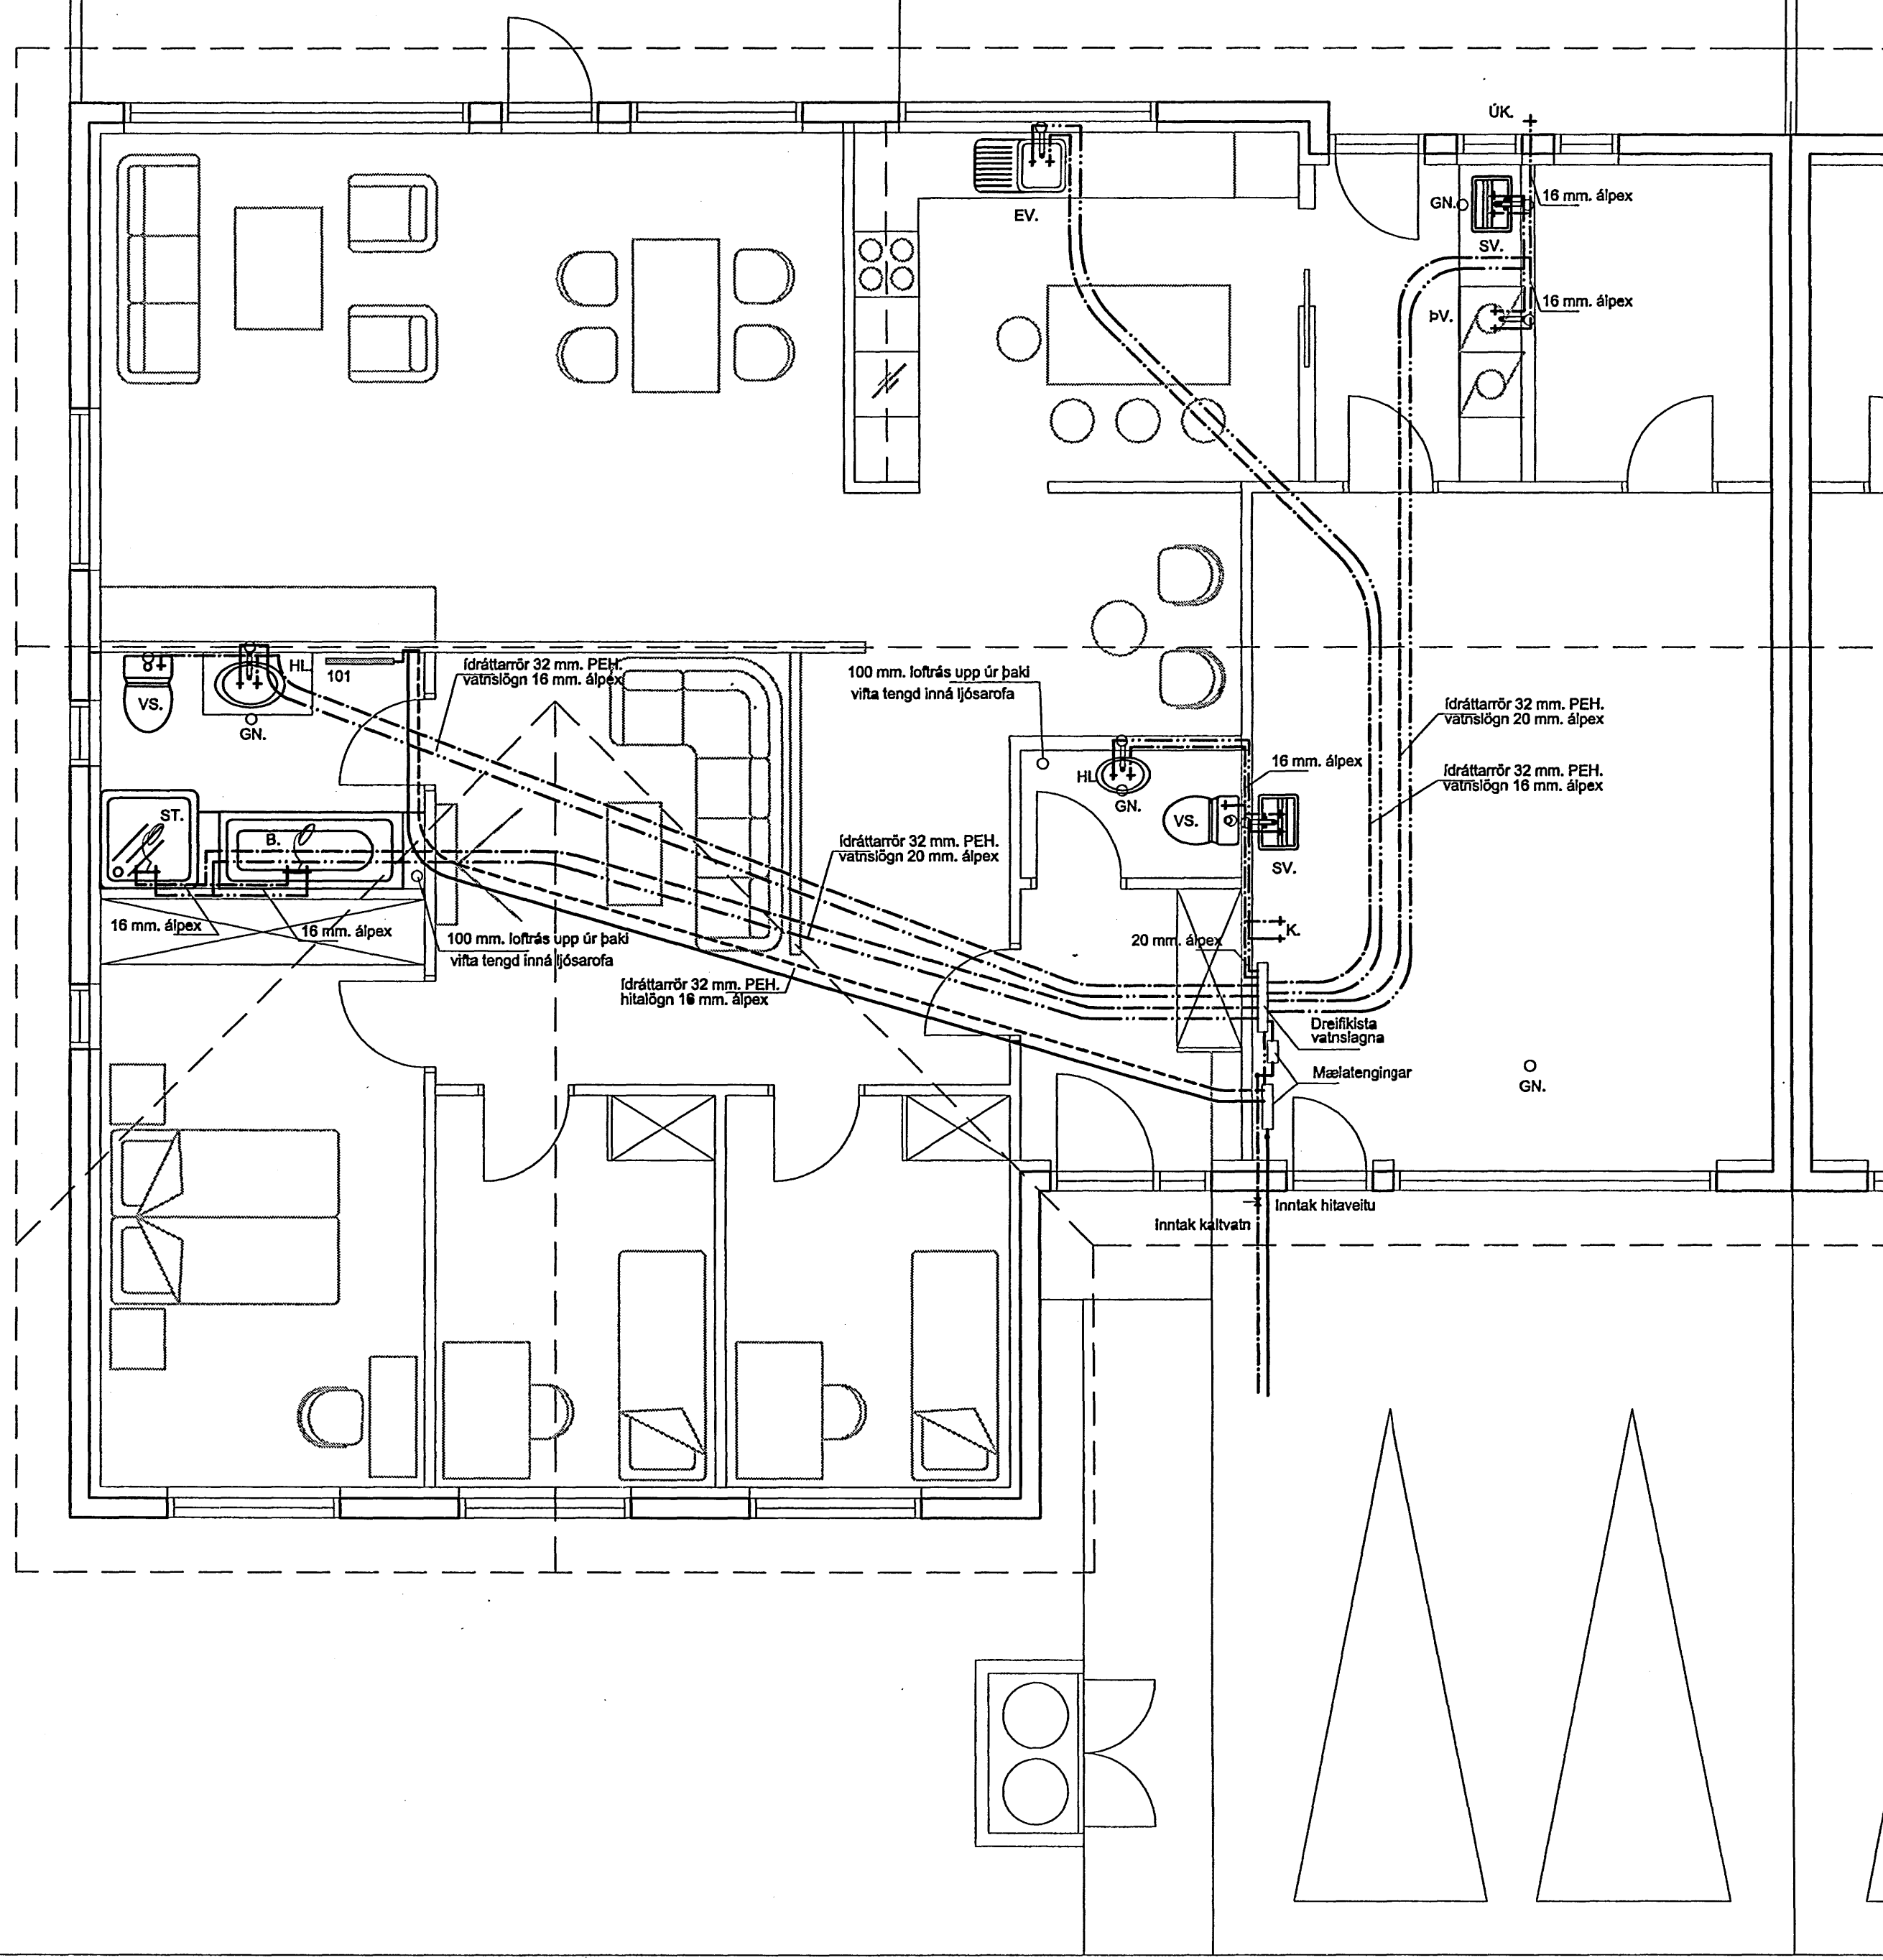 ÚK.
16 mm. álpex
GN.
EV.
SV.
16 mm. álpex
ÞV.
HL.
101
Ídráttarrör 32 mm. PEH.
vatnslögn 16 mm. álpex
100 mm. loftrás upp úr þaki
vifta tengd inná ljósarofa
VS.
GN.
Ídráttarrör 32 mm. PEH.
vatnslögn 20 mm. álpex
16 mm. álpex
Ídráttarrör 32 mm. PEH.
vatnslögn 16 mm. álpex
HL.
GN.
ST.
B.
VS.
Ídráttarrör 32 mm. PEH.
vatnslögn 20 mm. álpex
SV.
16 mm. álpex
16 mm. álpex
K.
100 mm. loftrás upp úr þaki
vifta tengd inná ljósarofa
20 mm. álpex
Ídráttarrör 32 mm. PEH.
hitalögn 16 mm. álpex
Dreifikista
vatnslagna
Mælatengingar
GN.
Inntak hitaveitu
Inntak kaltvatn